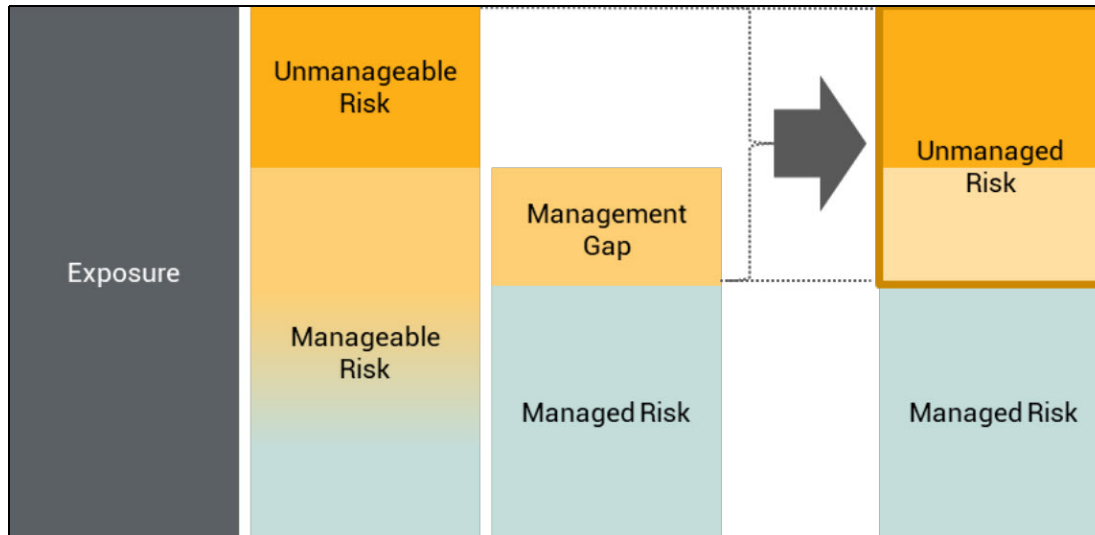 Exposure
Unmanageable
Risk
Manageable
Risk
Management
Gap
Managed Risk
Unmanaged
Risk
Managed Risk